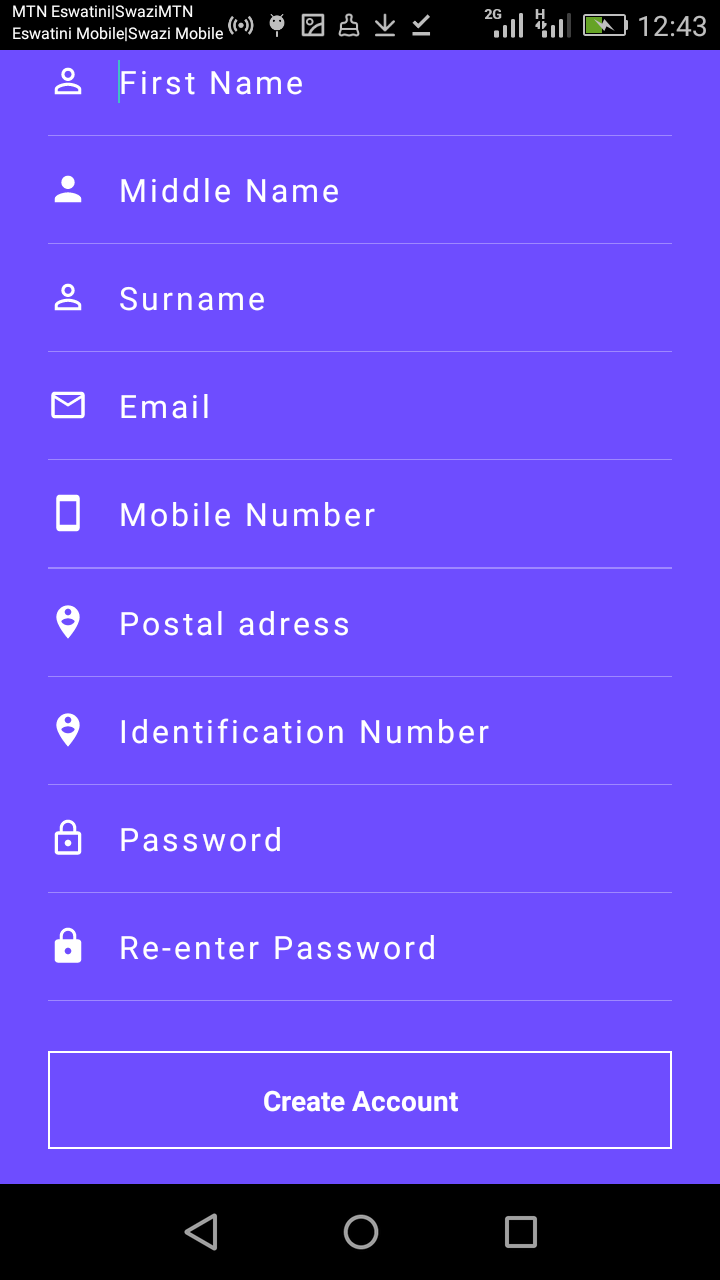 MTN Eswatini|SwaziMTN
Eswatini Mobile|Swazi Mobile
2G H 12:43
First Name
Middle Name
Surname
Email
Mobile Number
Postal adress
Identification Number
Password
Re-enter Password
Create Account